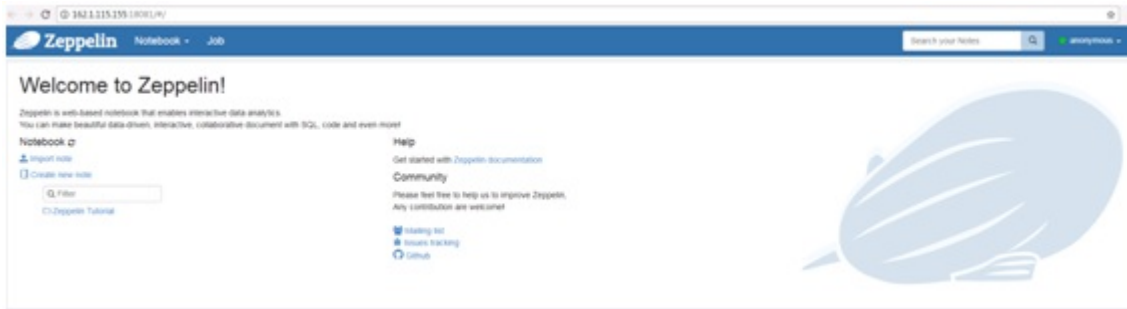 162.1.115.155:18081/#/
Zeppelin Notebook Job Search your Notes anonymous
Welcome to Zeppelin!
Zeppelin is web-based notebook that enables interactive data analytics.
You can make beautiful data-driven, interactive, collaborative document with SQL, code and even more!
Notebook
Import note
Create new note
Filter
Zeppelin Tutorial
Help
Get started with Zeppelin documentation
Community
Please feel free to help us to improve Zeppelin,
Any contribution are welcome!
Mailing list
Issues tracking
Github